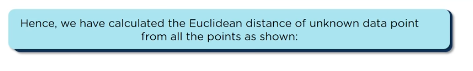 Hence, we have calculated the Euclidean distance of unknown data point
from all the points as shown: